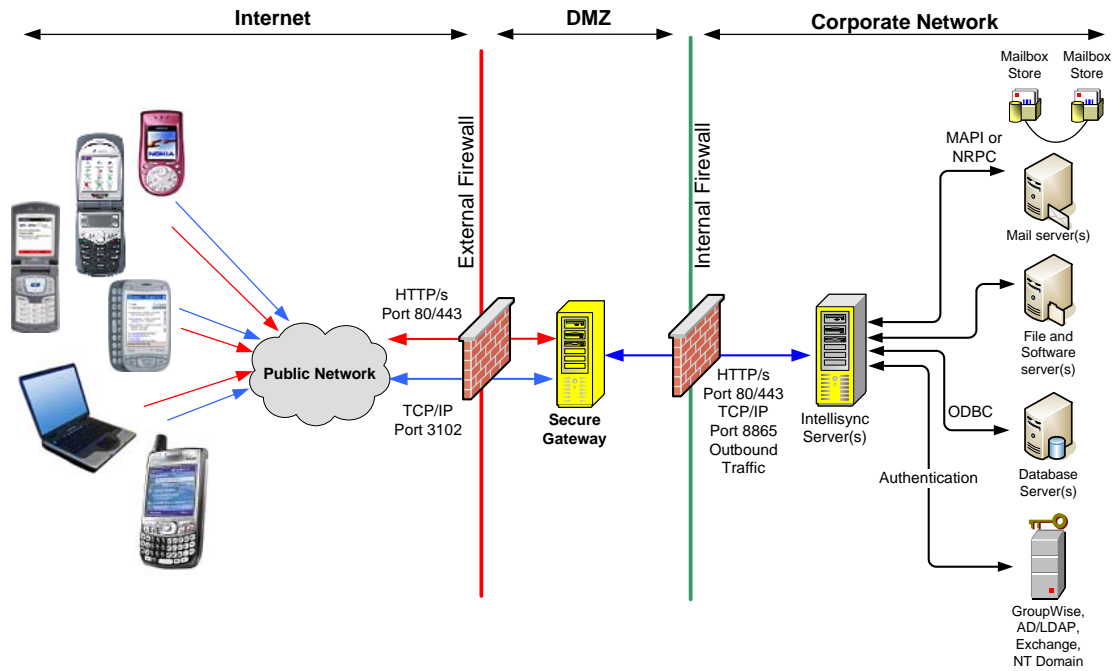 Internet
DMZ
Corporate Network
Mailbox
Store
Mailbox
Store
External Firewall
Internal Firewall
MAPI or
NRPC
Mail server(s)
NOKIA
HTTP/s
Port 80/443
File and
Software
server(s)
Public Network
TCP/IP
Port 3102
Secure
Gateway
HTTP/s
Port 80/443
TCP/IP
Port 8865
Outbound
Traffic
Intellisync
Server(s)
ODBC
Database
Server(s)
Authentication
GroupWise,
AD/LDAP,
Exchange,
NT Domain